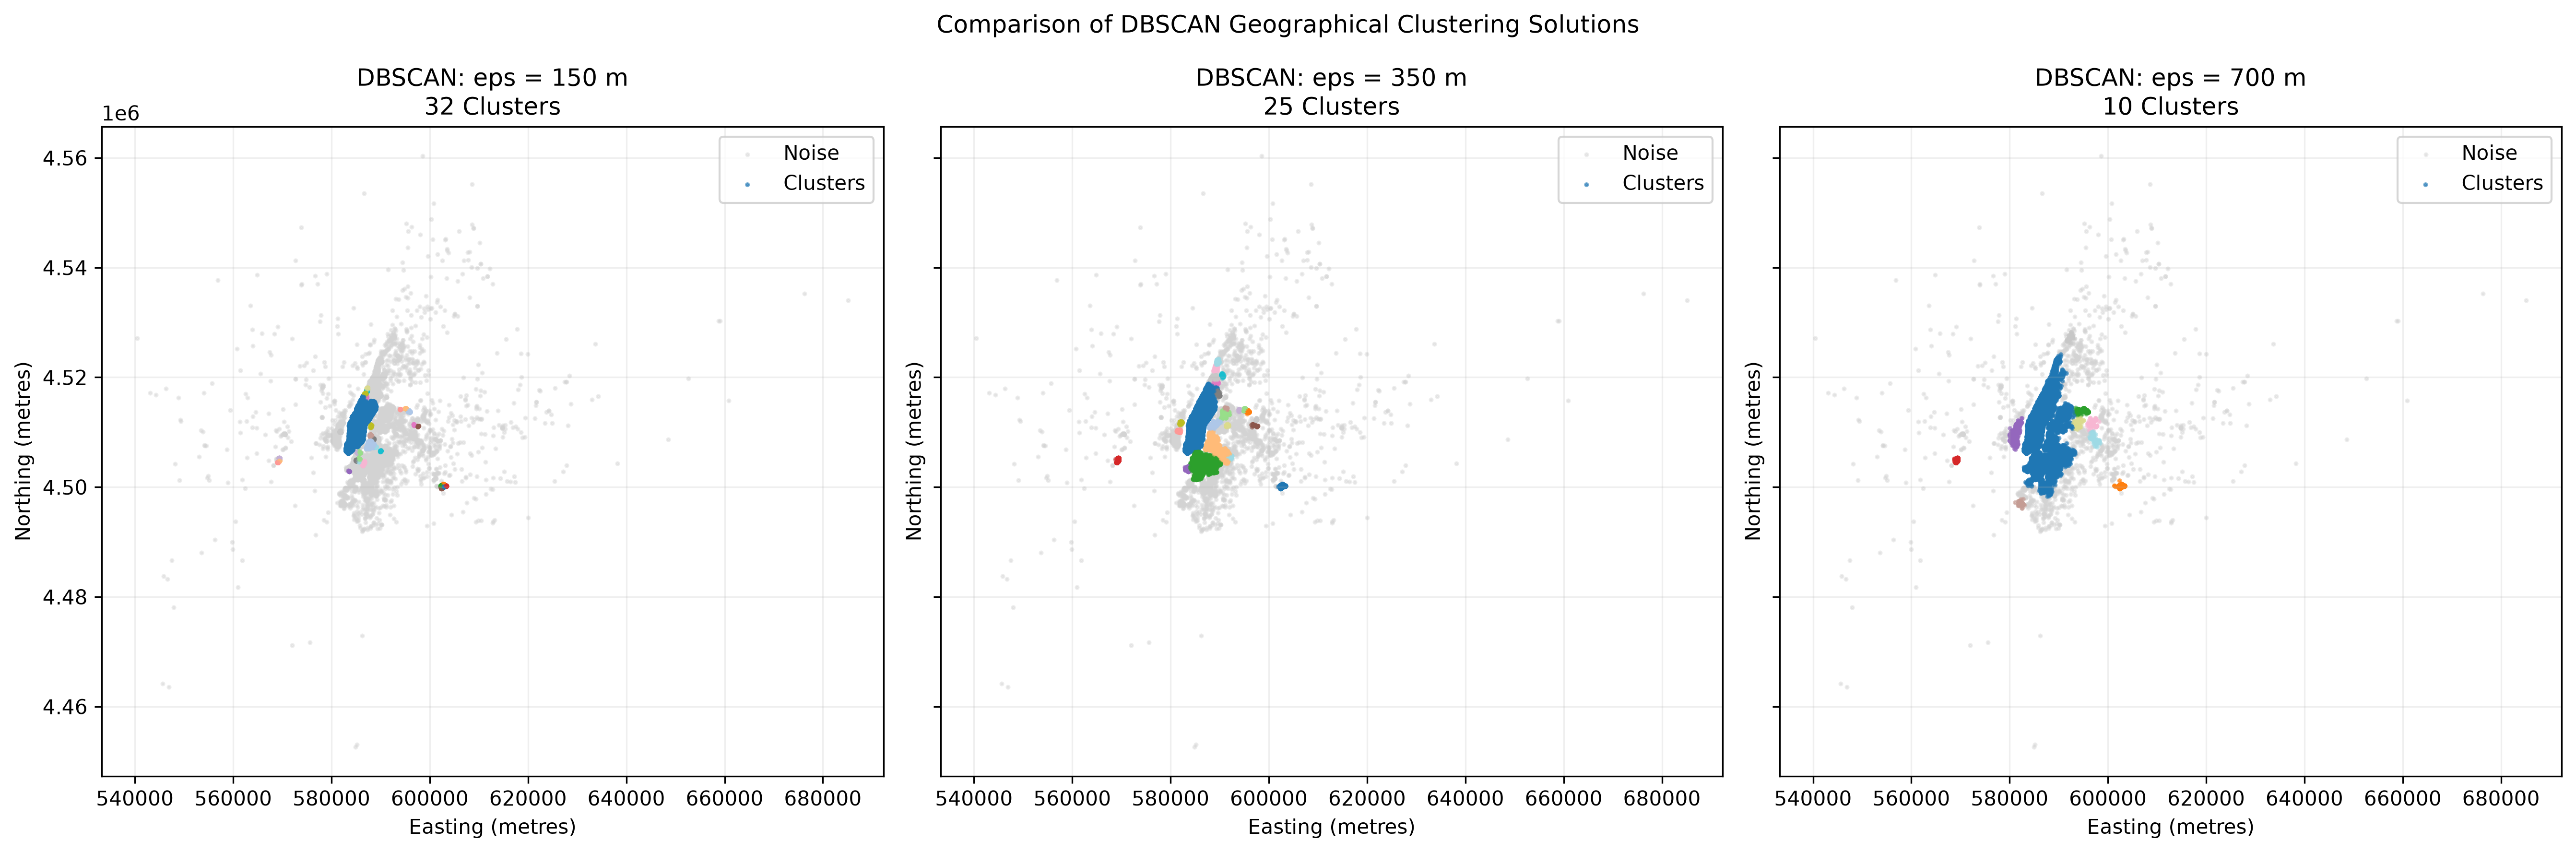 Comparison of DBSCAN Geographical Clustering Solutions
DBSCAN: eps = 150 m
32 Clusters
1e6
Noise
Clusters
4.56
4.54
4.52
4.50
4.48
4.46
Northing (metres)
540000 560000 580000 600000 620000 640000 660000 680000
Easting (metres)
DBSCAN: eps = 350 m
25 Clusters
Noise
Clusters
Northing (metres)
540000 560000 580000 600000 620000 640000 660000 680000
Easting (metres)
DBSCAN: eps = 700 m
10 Clusters
Noise
Clusters
Northing (metres)
540000 560000 580000 600000 620000 640000 660000 680000
Easting (metres)